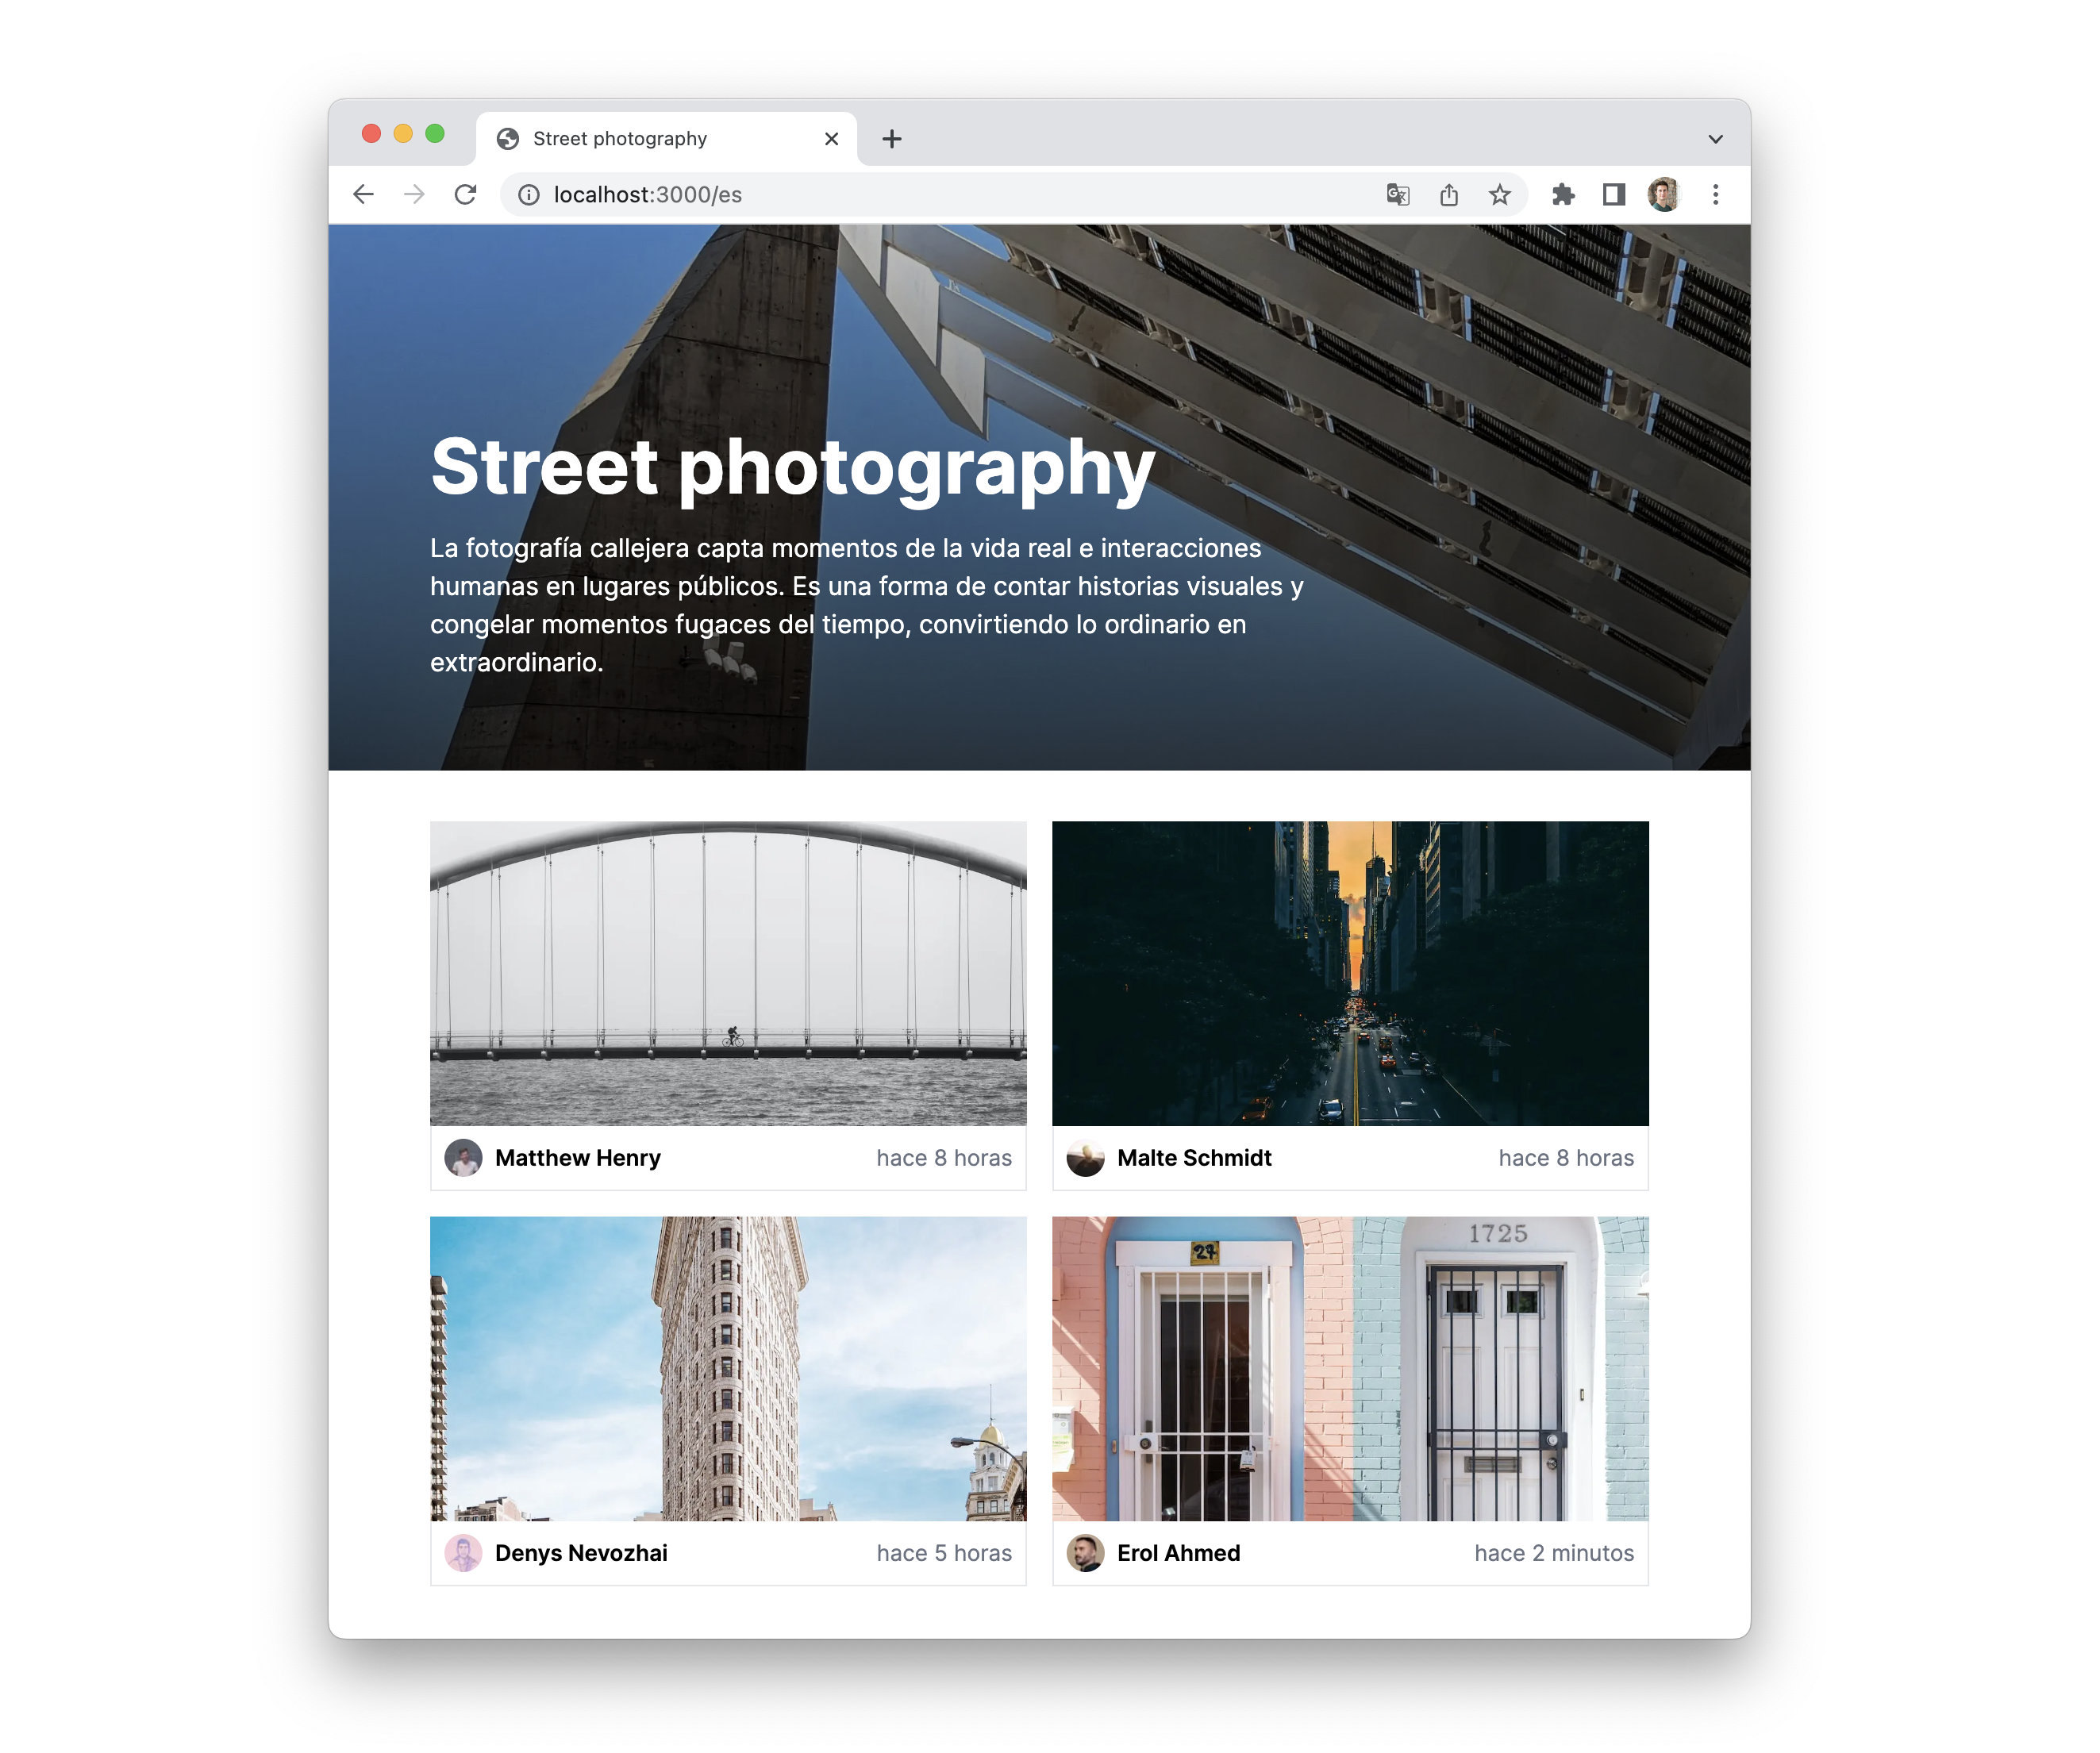 Street photography
localhost:3000/es
Street photography
La fotografía callejera capta momentos de la vida real e interacciones
humanas en lugares públicos. Es una forma de contar historias visuales y
congelar momentos fugaces del tiempo, convirtiendo lo ordinario en
extraordinario.
Matthew Henry
hace 8 horas
Malte Schmidt
hace 8 horas
27
1725
Denys Nevozhai
hace 5 horas
Erol Ahmed
hace 2 minutos